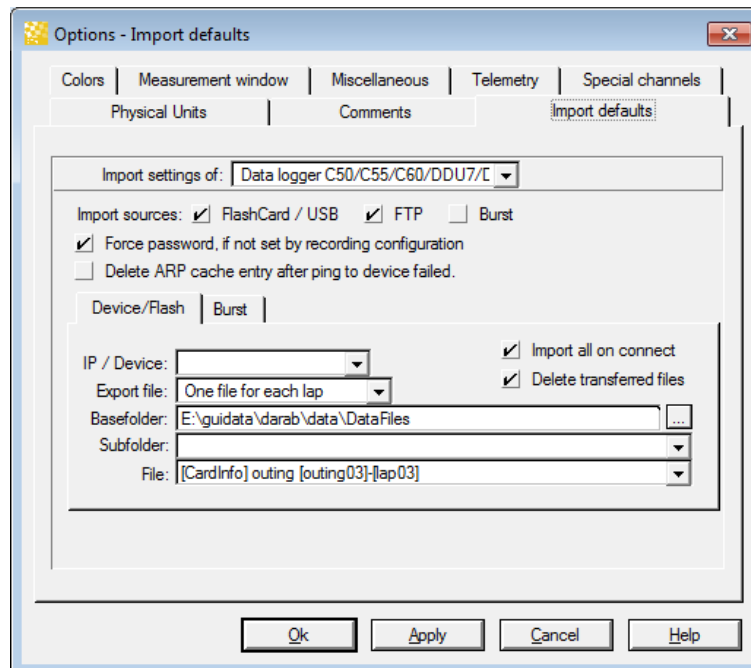 Options - Import defaults
Colors Measurement window Miscellaneous Telemetry Special channels
Physical Units Comments Import defaults
Import settings of: Data logger C50/C55/C60/DDU7/D
Import sources: FlashCard / USB FTP Burst
Force password, if not set by recording configuration
Delete ARP cache entry after ping to device failed.
Device/Flash Burst
Import all on connect
IP / Device:
Delete transferred files
Export file: One file for each lap
Basefolder: E:\guidata\darab\data\DataFiles ...
Subfolder:
File: [CardInfo] outing [outing03]-[lap03]
Ok Apply Cancel Help